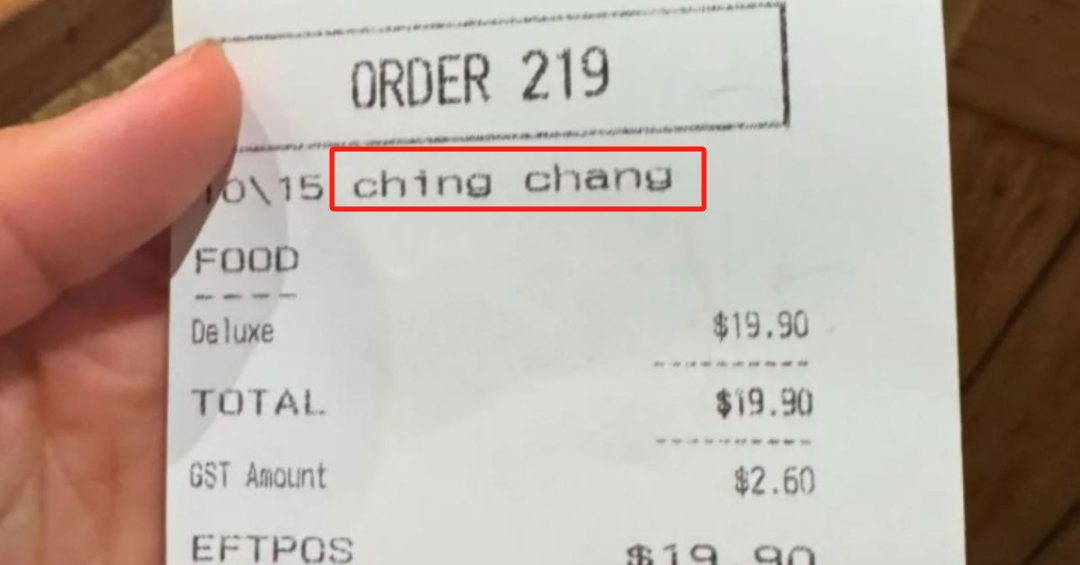 ORDER 219
10\15 ching chang
FOOD
----
Deluxe $19.90
----------
TOTAL $19.90
----------
GST Amount $2.60
EFTPOS $19.90